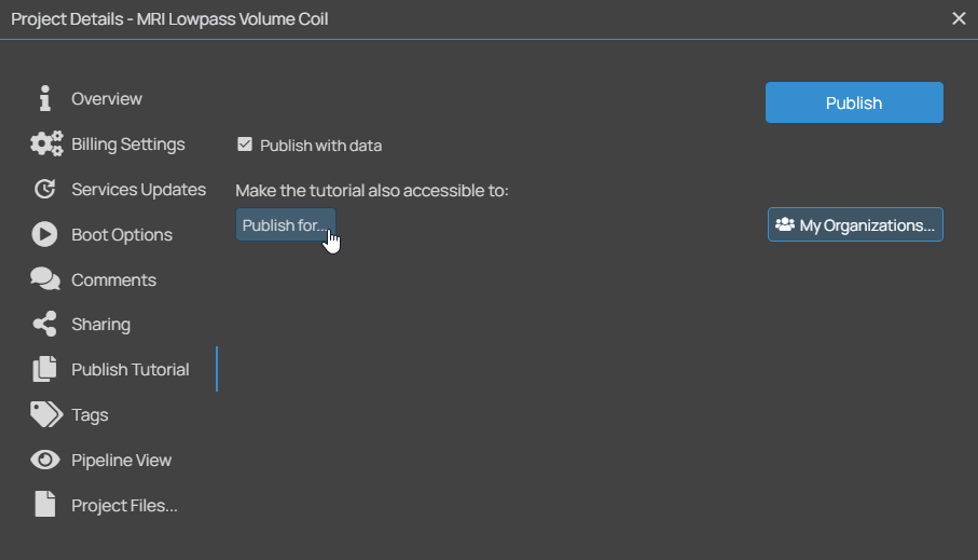 Project Details - MRI Lowpass Volume Coil
Overview
Publish
Billing Settings
Publish with data
Services Updates
Make the tutorial also accessible to:
Boot Options
Publish for...
My Organizations...
Comments
Sharing
Publish Tutorial
Tags
Pipeline View
Project Files...